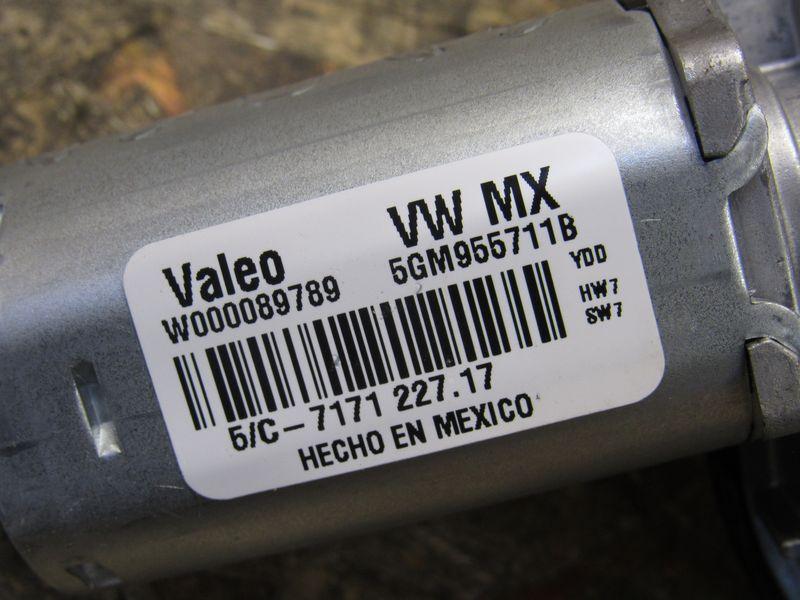 Valeo
W000089789
VW MX
5GM955711B
YDD
HW7
SW7
5/C-7171 227.17
HECHO EN MEXICO